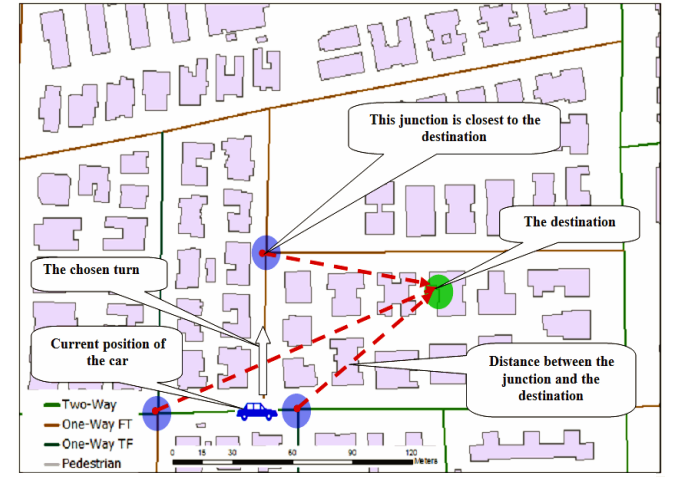 This junction is closest to the
destination
The destination
The chosen turn
Current position of
the car
Distance between the
junction and the
destination
Two-Way
One-Way FT
One-Way TF
Pedestrian
0 15 30 60 90 120
Meters